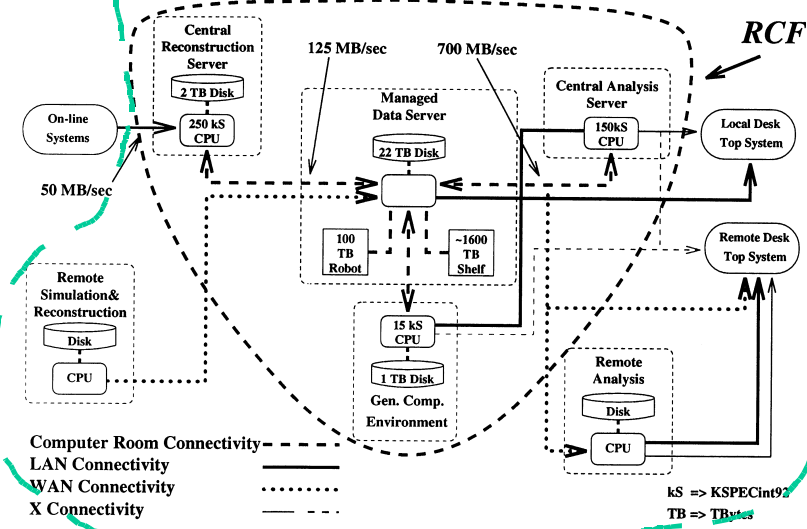 RCF
Central
Reconstruction
Server
2 TB Disk
250 kS
CPU
On-line
Systems
50 MB/sec
125 MB/sec
700 MB/sec
Managed
Data Server
22 TB Disk
100
TB
Robot
~1600
TB
Shelf
Central Analysis
Server
150kS
CPU
Local Desk
Top System
Remote Desk
Top System
Remote
Simulation&
Reconstruction
Disk
CPU
15 kS
CPU
1 TB Disk
Gen. Comp.
Environment
Remote
Analysis
Disk
CPU
Computer Room Connectivity
LAN Connectivity
WAN Connectivity
X Connectivity
kS => KSPECint92
TB => TBytes